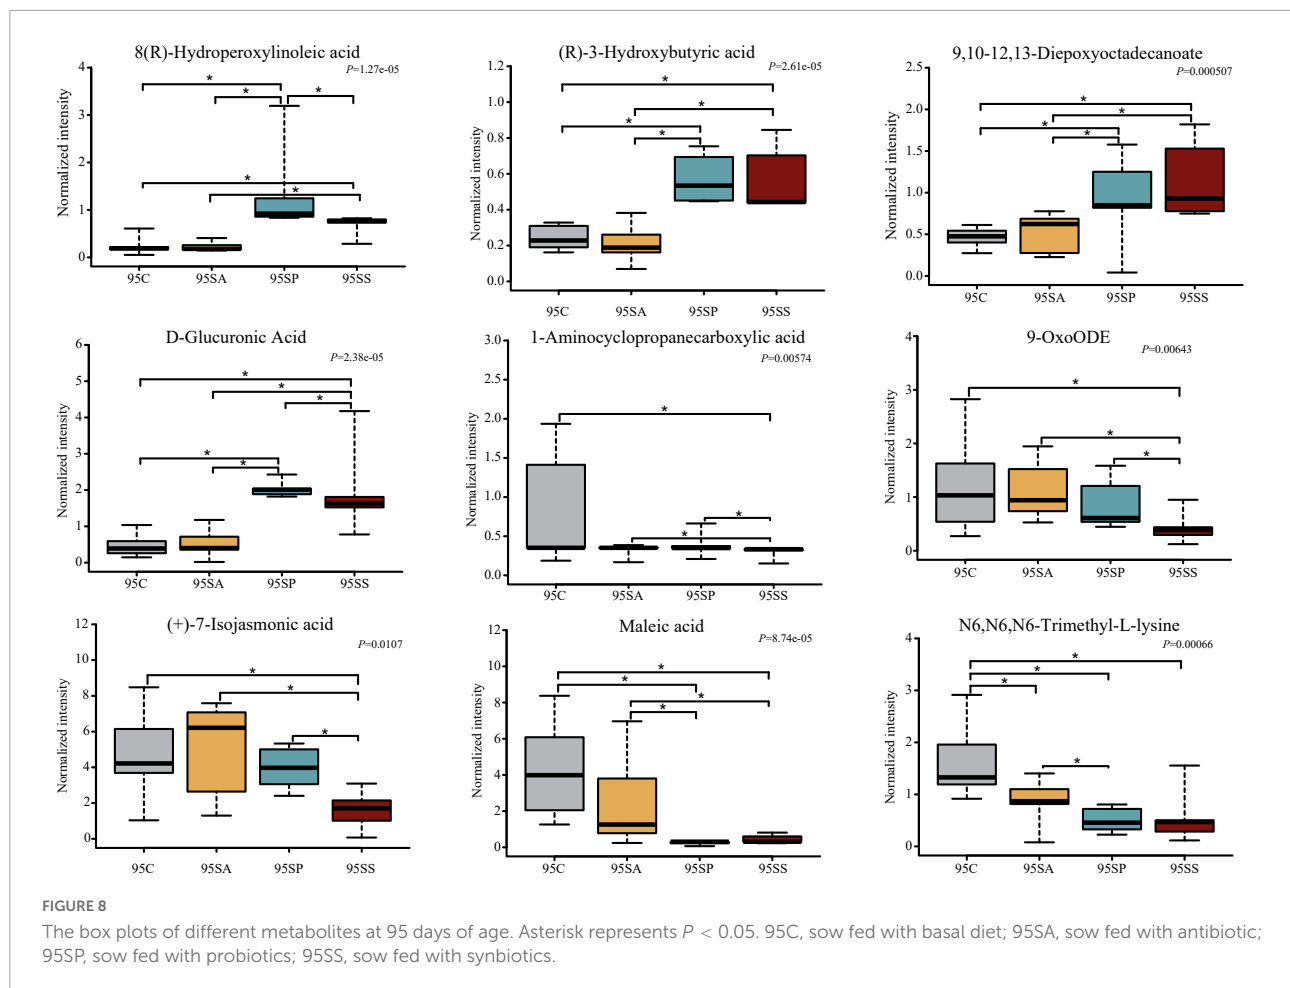 8(R)-Hydroperoxylinoleic acid
P=1.27e-05
Normalized intensity
4
3
2
1
0
*
*
*
*
*
95C 95SA 95SP 95SS
(R)-3-Hydroxybutyric acid
P=2.61e-05
Normalized intensity
1.2
1.0
0.8
0.6
0.4
0.2
0.0
*
*
*
*
95C 95SA 95SP 95SS
9,10-12,13-Diepoxyoctadecanoate
P=0.000507
Normalized intensity
2.5
2.0
1.5
1.0
0.5
0.0
*
*
*
*
95C 95SA 95SP 95SS
D-Glucuronic Acid
P=2.38e-05
Normalized intensity
6
5
4
3
2
1
0
*
*
*
*
*
95C 95SA 95SP 95SS
1-Aminocyclopropanecarboxylic acid
P=0.00574
Normalized intensity
3.0
2.5
2.0
1.5
1.0
0.5
0.0
*
*
*
95C 95SA 95SP 95SS
9-OxoODE
P=0.00643
Normalized intensity
4
3
2
1
0
*
*
*
95C 95SA 95SP 95SS
(+)-7-Isojasmonic acid
P=0.0107
Normalized intensity
12
10
8
6
4
2
0
*
*
*
95C 95SA 95SP 95SS
Maleic acid
P=8.74e-05
Normalized intensity
12
10
8
6
4
2
0
*
*
*
*
95C 95SA 95SP 95SS
N6,N6,N6-Trimethyl-L-lysine
P=0.00066
Normalized intensity
4
3
2
1
0
*
*
*
*
95C 95SA 95SP 95SS
FIGURE 8
The box plots of different metabolites at 95 days of age. Asterisk represents P < 0.05. 95C, sow fed with basal diet; 95SA, sow fed with antibiotic;
95SP, sow fed with probiotics; 95SS, sow fed with synbiotics.